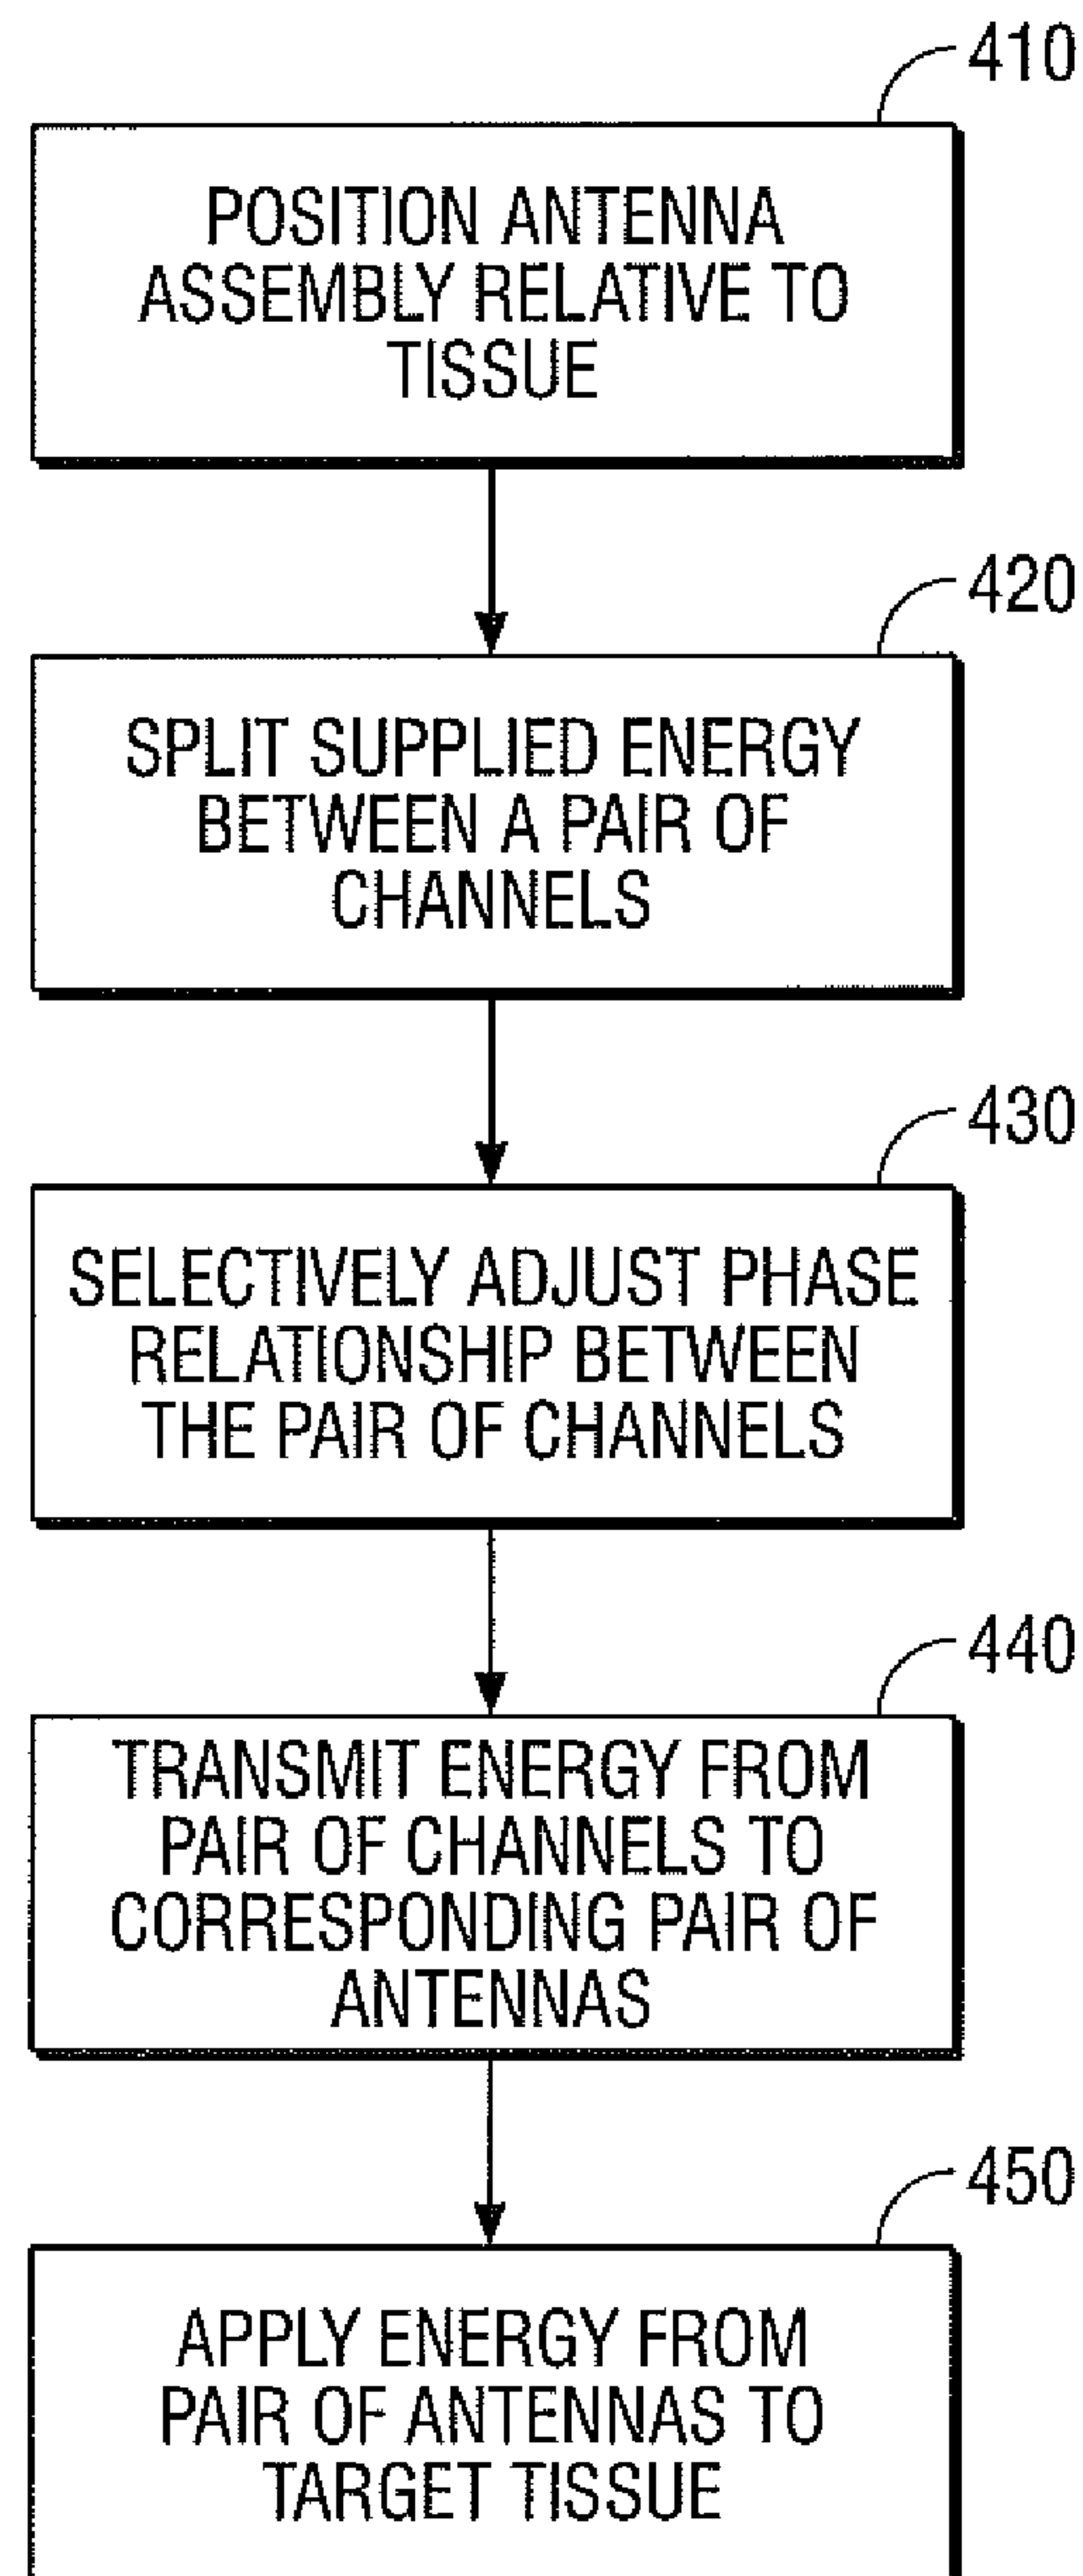 410
POSITION ANTENNA
ASSEMBLY RELATIVE TO
TISSUE
420
SPLIT SUPPLIED ENERGY
BETWEEN A PAIR OF
CHANNELS
430
SELECTIVELY ADJUST PHASE
RELATIONSHIP BETWEEN
THE PAIR OF CHANNELS
440
TRANSMIT ENERGY FROM
PAIR OF CHANNELS TO
CORRESPONDING PAIR OF
ANTENNAS
450
APPLY ENERGY FROM
PAIR OF ANTENNAS TO
TARGET TISSUE